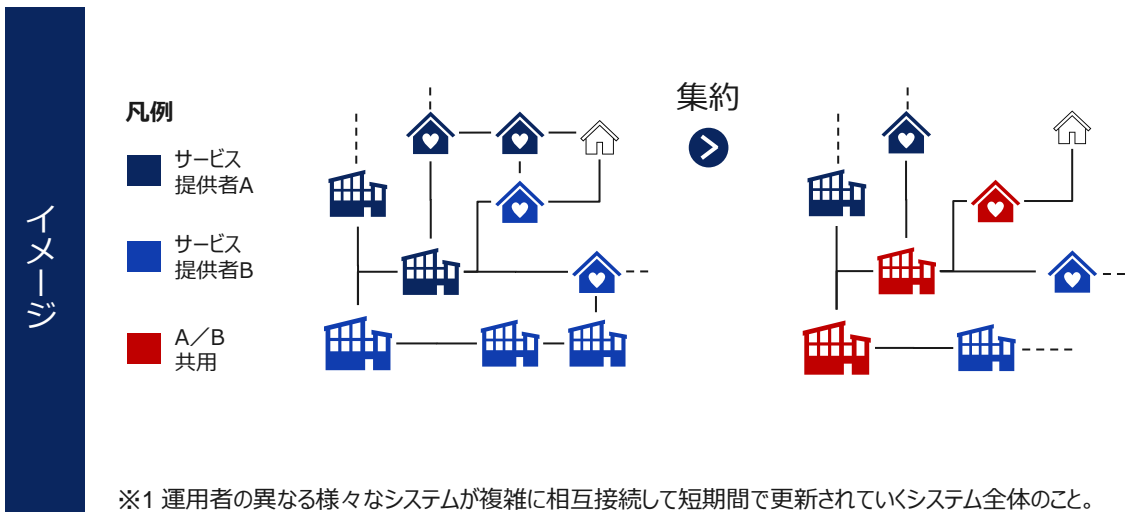 イメージ
凡例
サービス
提供者A
サービス
提供者B
A／B
共用
集約
※1 運用者の異なる様々なシステムが複雑に相互接続して短期間で更新されていくシステム全体のこと。